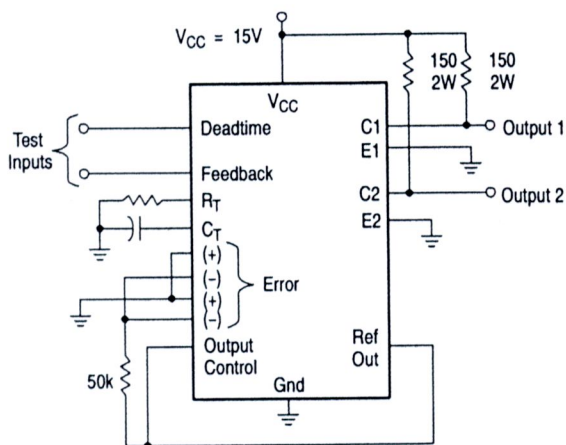 VCC = 15V
150
2W
150
2W
VCC
Test
Inputs
Deadtime
Feedback
RT
CT
(+)
(–)
(+)
(–)
Error
Output
Control
50k
Gnd
C1
E1
C2
E2
Ref
Out
Output 1
Output 2